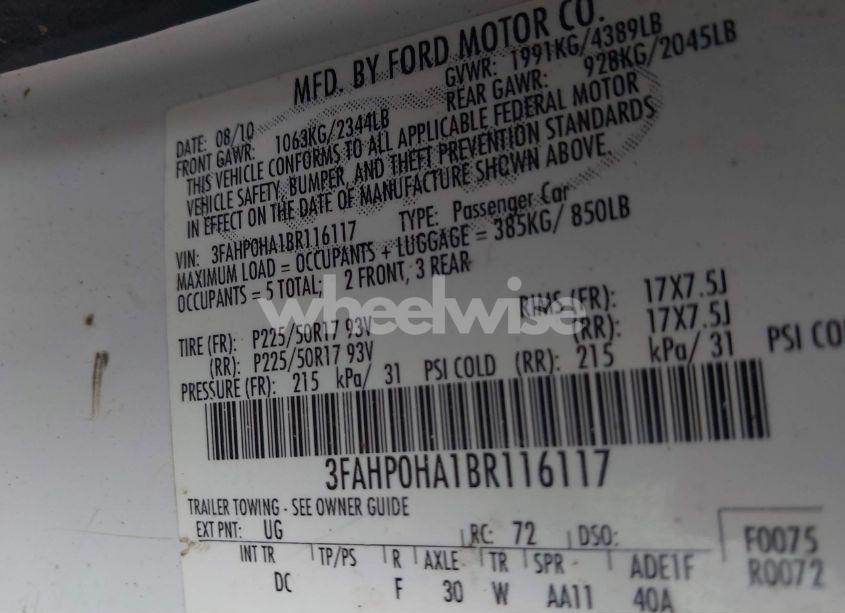 MFD. BY FORD MOTOR CO.
DATE: 08/10 GVWR: 1991KG/4389LB
FRONT GAWR: 1063KG/2344LB REAR GAWR: 928KG/2045LB
THIS VEHICLE CONFORMS TO ALL APPLICABLE FEDERAL MOTOR
VEHICLE SAFETY, BUMPER, AND THEFT PREVENTION STANDARDS
IN EFFECT ON THE DATE OF MANUFACTURE SHOWN ABOVE.
VIN: 3FAHP0HA1BR116117 TYPE: Passenger Car
MAXIMUM LOAD = OCCUPANTS + LUGGAGE = 385KG/ 850LB
OCCUPANTS = 5 TOTAL; 2 FRONT, 3 REAR
wheelwise
TIRE (FR): P225/50R17 93V RIMS (FR): 17X7.5J
(RR): P225/50R17 93V (RR): 17X7.5J
PRESSURE (FR): 215 kPa/ 31 PSI COLD (RR): 215 kPa/ 31 PSI CO
3FAHP0HA1BR116117
TRAILER TOWING - SEE OWNER GUIDE
EXT PNT: UG RC: 72 DSO: F0075
INT TR TP/PS R AXLE TR SPR ADE1F R0072
DC F 30 W AA11 40A